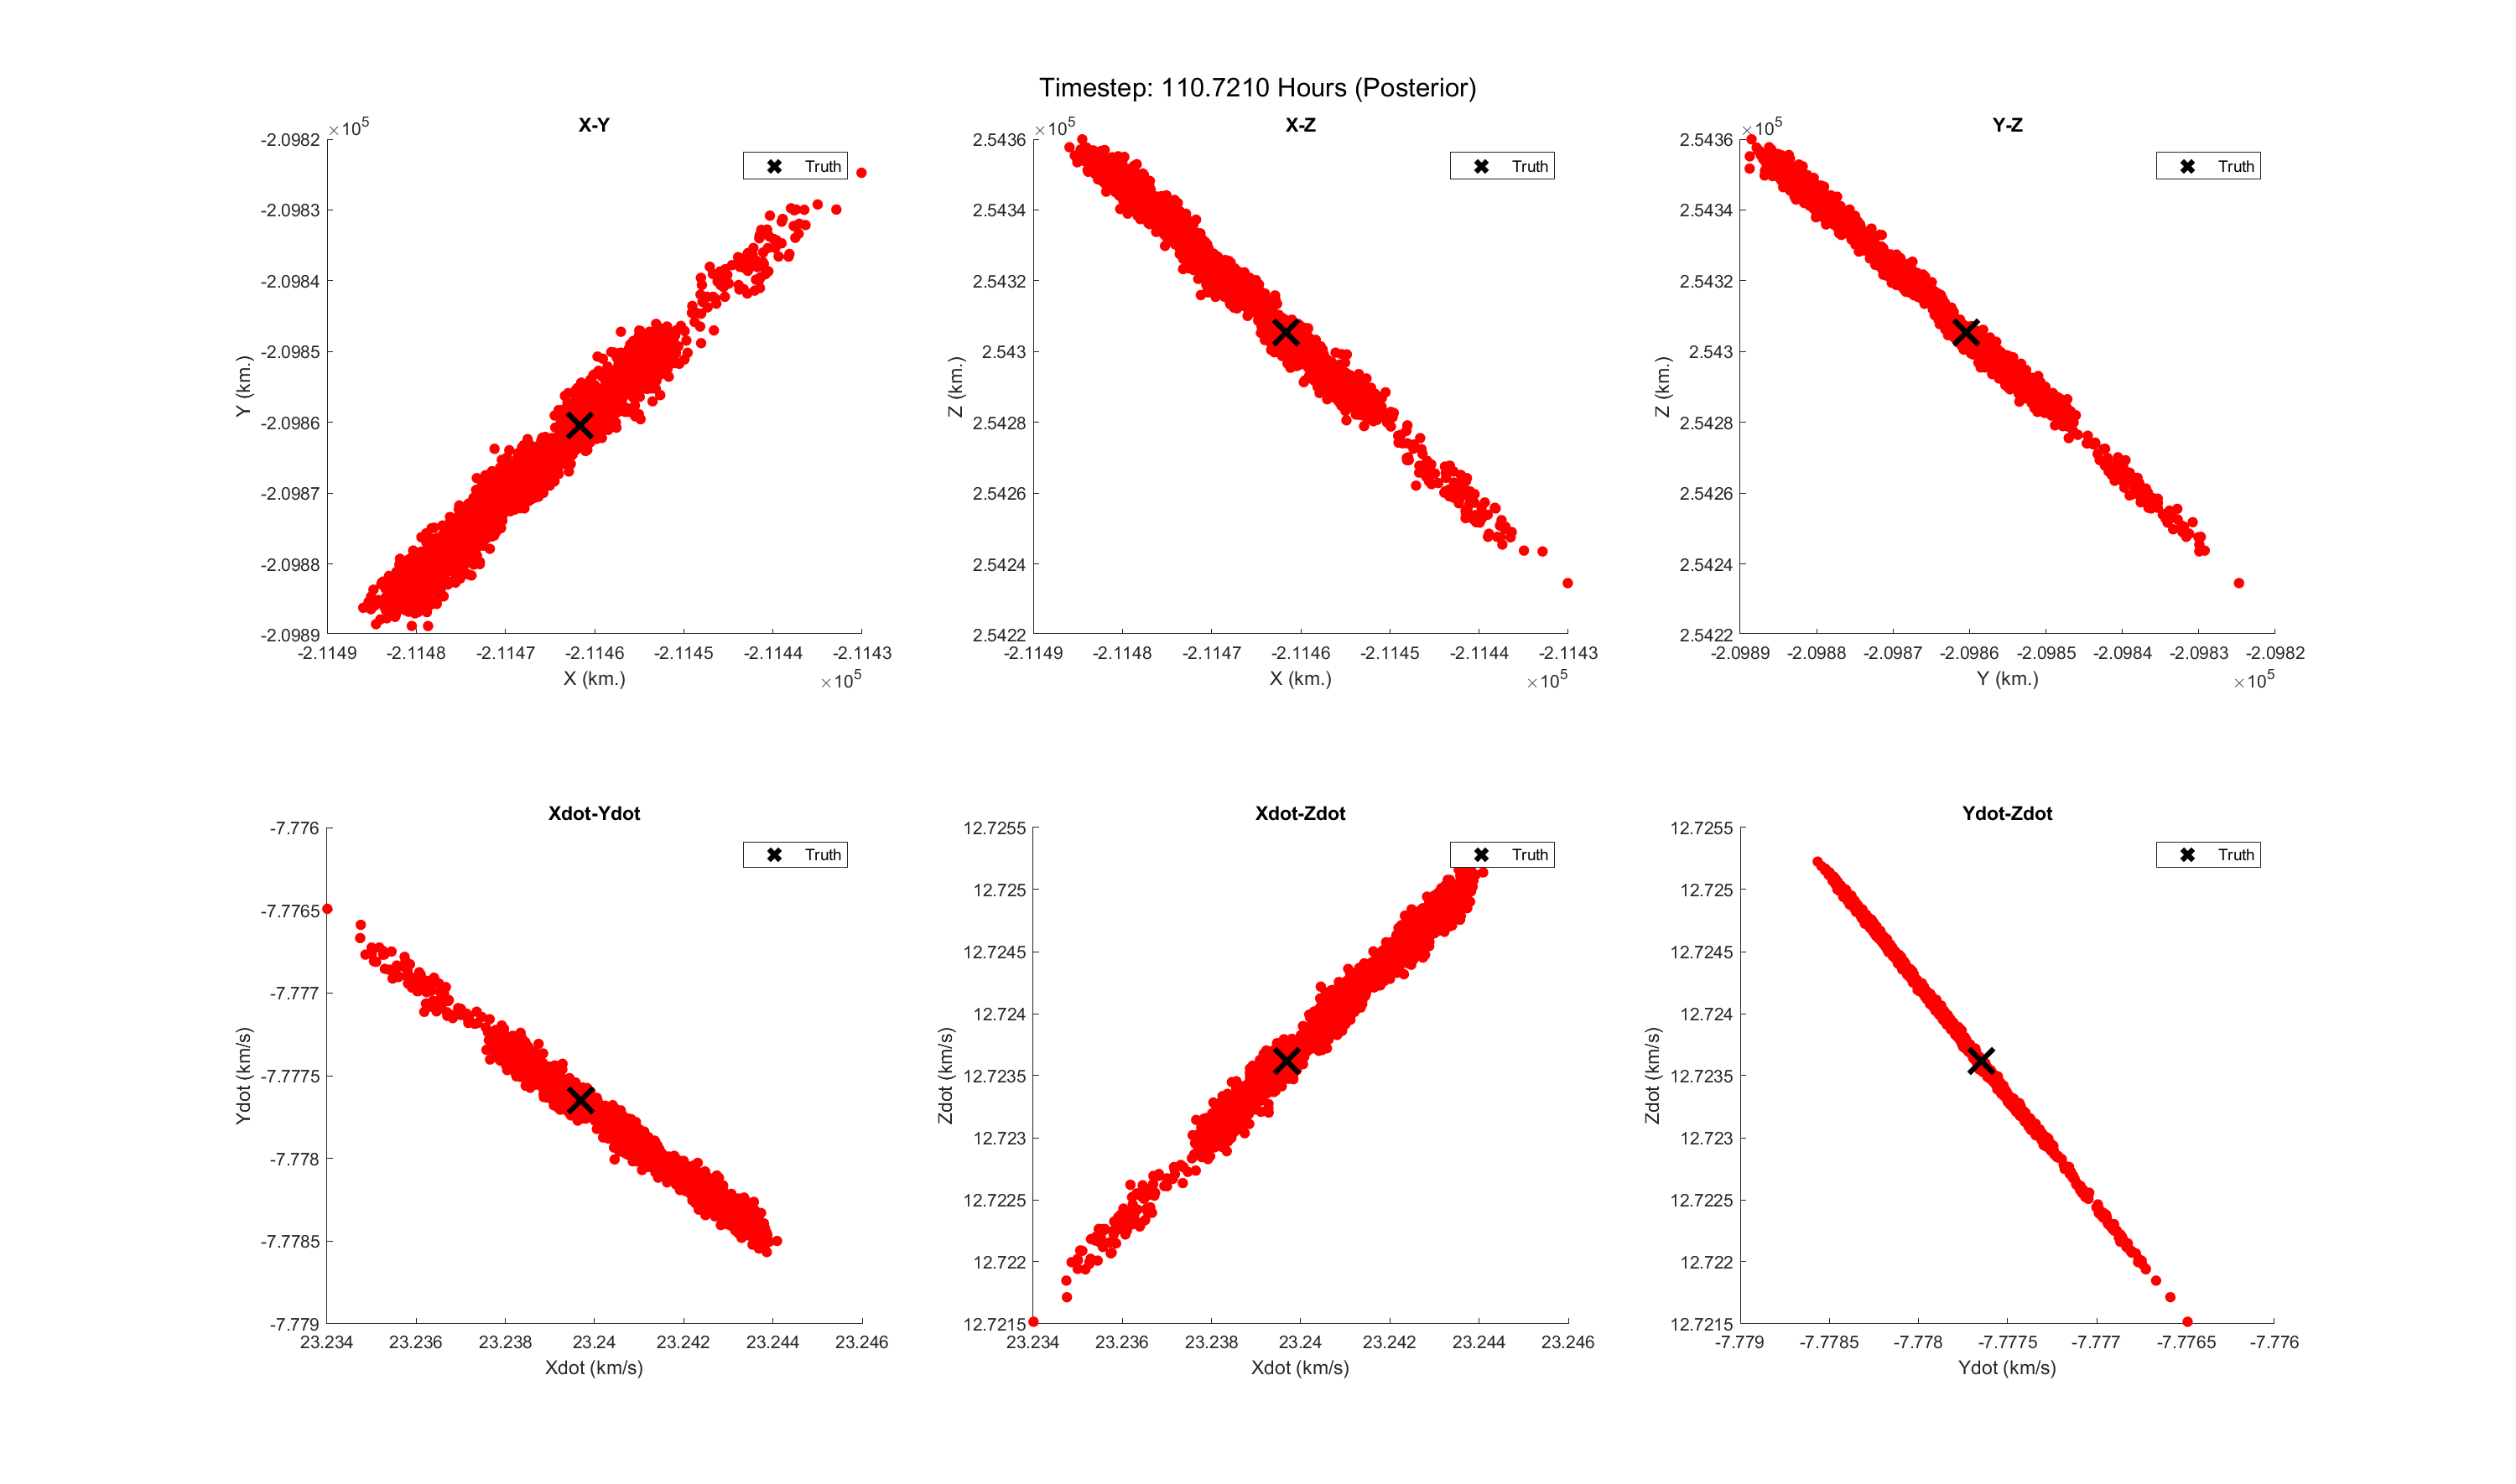 Timestep: 110.7210 Hours (Posterior)
X-Y
×10^5
-2.0982
-2.0983
-2.0984
-2.0985
-2.0986
-2.0987
-2.0988
-2.0989
Y (km.)
Truth
-2.1149 -2.1148 -2.1147 -2.1146 -2.1145 -2.1144 -2.1143
X (km.)
×10^5
X-Z
×10^5
2.5436
2.5434
2.5432
2.543
2.5428
2.5426
2.5424
2.5422
Z (km.)
Truth
-2.1149 -2.1148 -2.1147 -2.1146 -2.1145 -2.1144 -2.1143
X (km.)
×10^5
Y-Z
×10^5
2.5436
2.5434
2.5432
2.543
2.5428
2.5426
2.5424
2.5422
Z (km.)
Truth
-2.0989 -2.0988 -2.0987 -2.0986 -2.0985 -2.0984 -2.0983 -2.0982
Y (km.)
×10^5
Xdot-Ydot
-7.776
-7.7765
-7.777
-7.7775
-7.778
-7.7785
-7.779
Ydot (km/s)
Truth
23.234 23.236 23.238 23.24 23.242 23.244 23.246
Xdot (km/s)
Xdot-Zdot
12.7255
12.725
12.7245
12.724
12.7235
12.723
12.7225
12.722
12.7215
Zdot (km/s)
Truth
23.234 23.236 23.238 23.24 23.242 23.244 23.246
Xdot (km/s)
Ydot-Zdot
12.7255
12.725
12.7245
12.724
12.7235
12.723
12.7225
12.722
12.7215
Zdot (km/s)
Truth
-7.779 -7.7785 -7.778 -7.7775 -7.777 -7.7765 -7.776
Ydot (km/s)